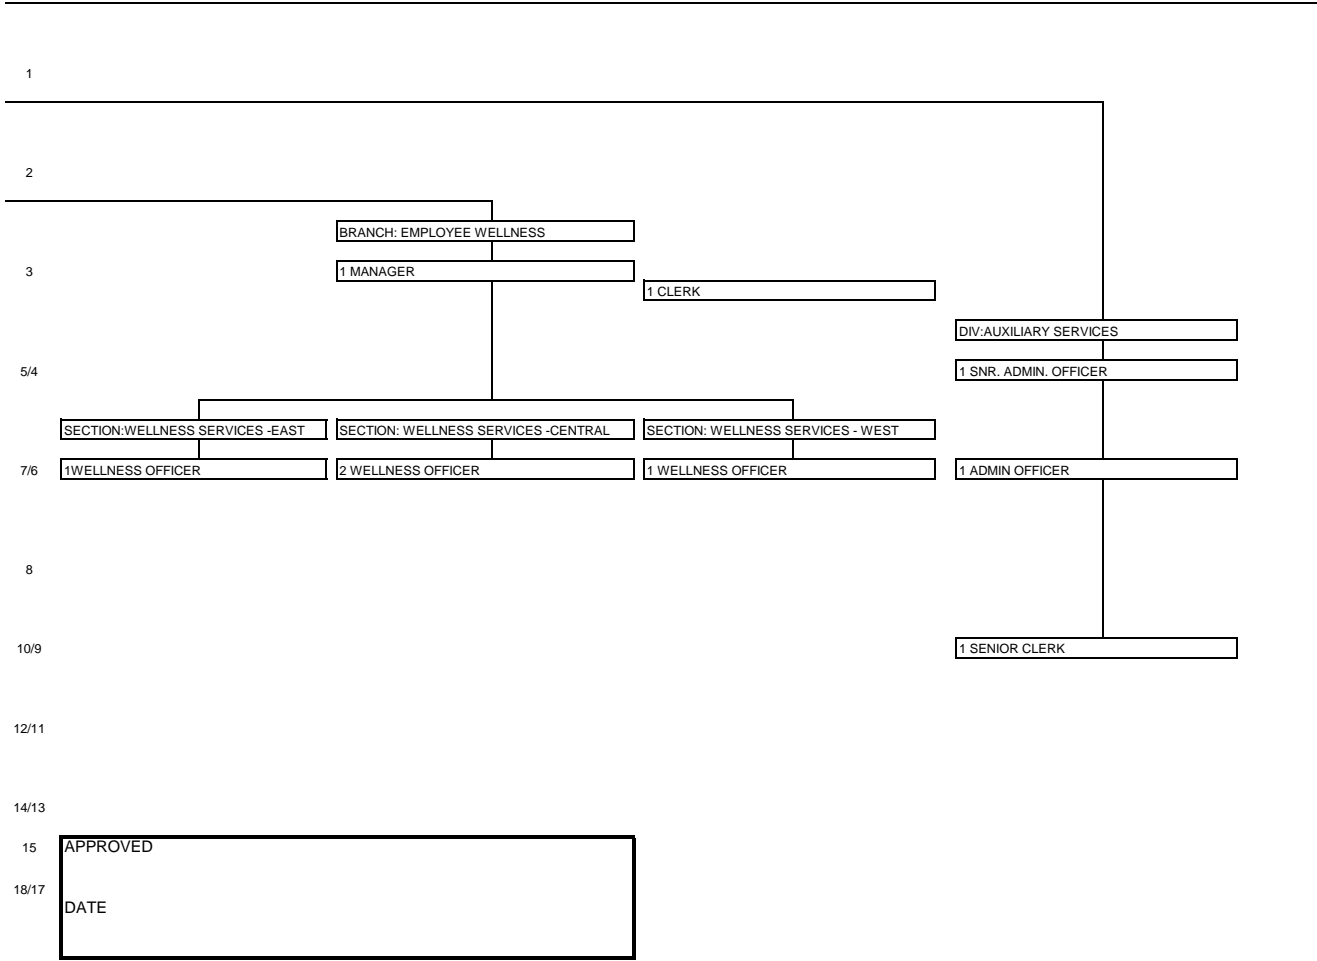 1
2
BRANCH: EMPLOYEE WELLNESS
3
1 MANAGER
1 CLERK
DIV:AUXILIARY SERVICES
5/4
1 SNR. ADMIN. OFFICER
SECTION:WELLNESS SERVICES -EAST
SECTION: WELLNESS SERVICES -CENTRAL
SECTION: WELLNESS SERVICES - WEST
7/6
1WELLNESS OFFICER
2 WELLNESS OFFICER
1 WELLNESS OFFICER
1 ADMIN OFFICER
8
10/9
1 SENIOR CLERK
12/11
14/13
15
APPROVED
18/17
DATE